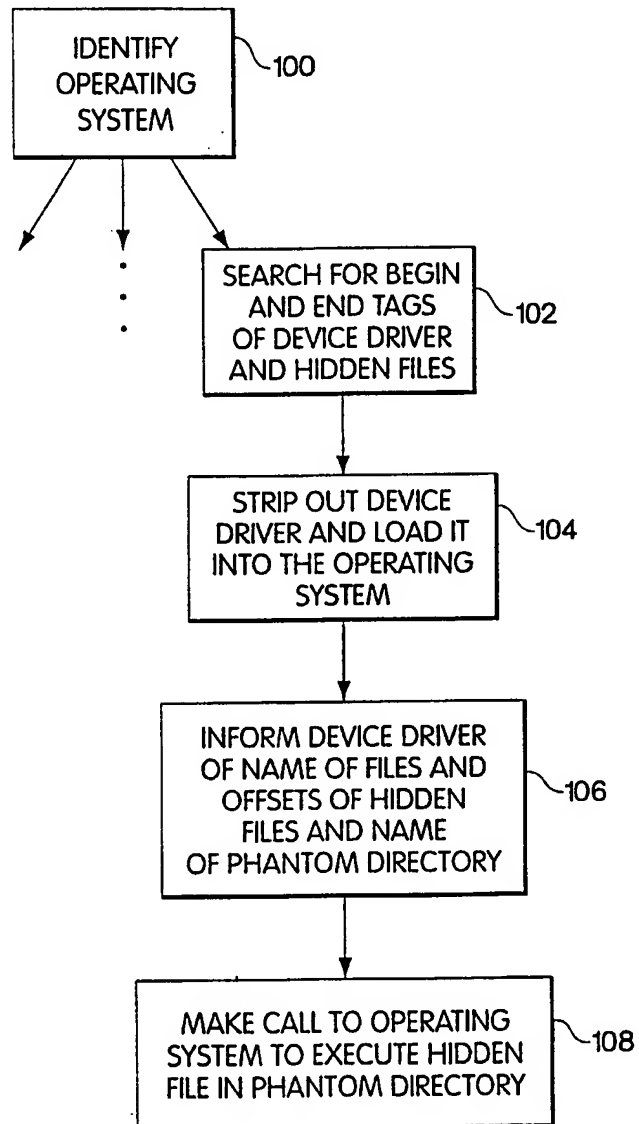 IDENTIFY
OPERATING
SYSTEM
100
SEARCH FOR BEGIN
AND END TAGS
OF DEVICE DRIVER
AND HIDDEN FILES
102
STRIP OUT DEVICE
DRIVER AND LOAD IT
INTO THE OPERATING
SYSTEM
104
INFORM DEVICE DRIVER
OF NAME OF FILES AND
OFFSETS OF HIDDEN
FILES AND NAME
OF PHANTOM DIRECTORY
106
MAKE CALL TO OPERATING
SYSTEM TO EXECUTE HIDDEN
FILE IN PHANTOM DIRECTORY
108